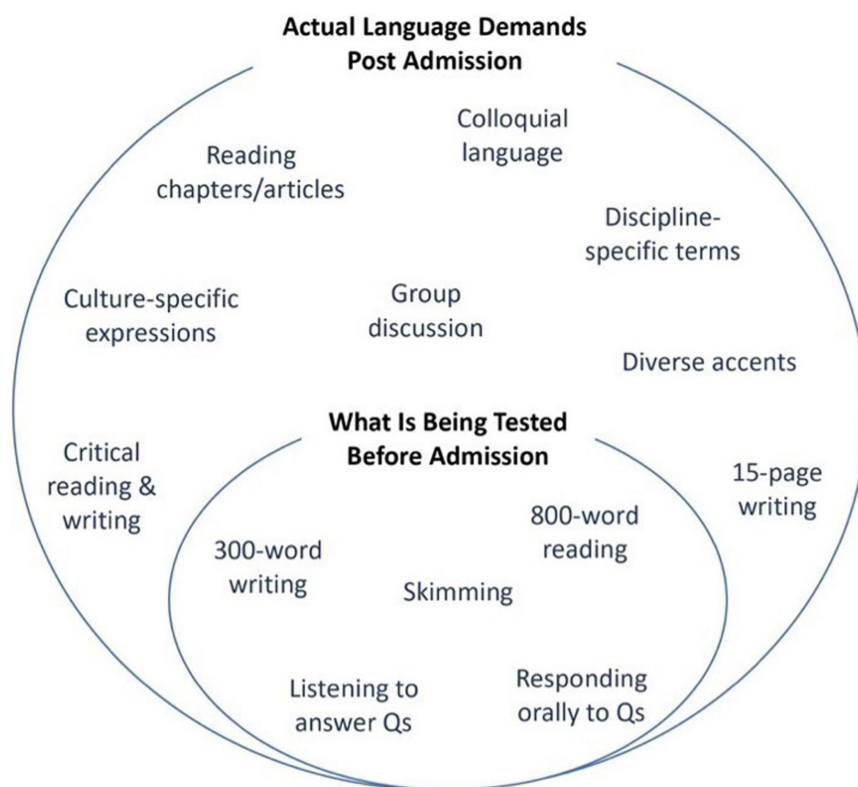 Actual Language Demands
Post Admission
Colloquial
language
Reading
chapters/articles
Discipline-
specific terms
Culture-specific
expressions
Group
discussion
Diverse accents
What Is Being Tested
Before Admission
Critical
reading &
writing
15-page
writing
800-word
reading
300-word
writing
Skimming
Listening to
answer Qs
Responding
orally to Qs